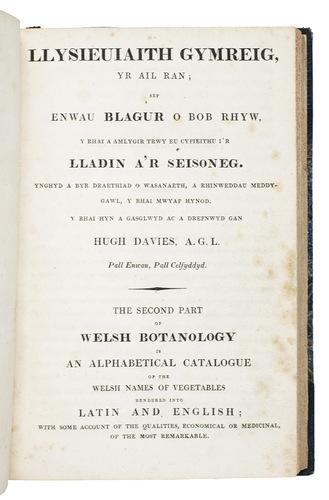 LLYSIEUIAITH GYMREIG,
YR AIL RAN;
SEF
ENWAU BLAGUR O BOB RHYW,
Y RHAI A AMLYGIR TRWY EU CYFIEITHU I'R
LLADIN A'R SEISONEG.
YNGHYD A BYR DRAETHIAD O WASANAETH, A RHINWEDDAU MEDDY-
GAWL, Y RHAI MWYAF HYNOD.
Y RHAI HYN A GASGLWYD AC A DREFNWYD GAN
HUGH DAVIES, A.G.L.
Pall Enwau, Pall Celfyddyd.
THE SECOND PART
OF
WELSH BOTANOLOGY
IS
AN ALPHABETICAL CATALOGUE
OF THE
WELSH NAMES OF VEGETABLES
RENDERED INTO
LATIN AND ENGLISH;
WITH SOME ACCOUNT OF THE QUALITIES, ECONOMICAL OR MEDICINAL,
OF THE MOST REMARKABLE.